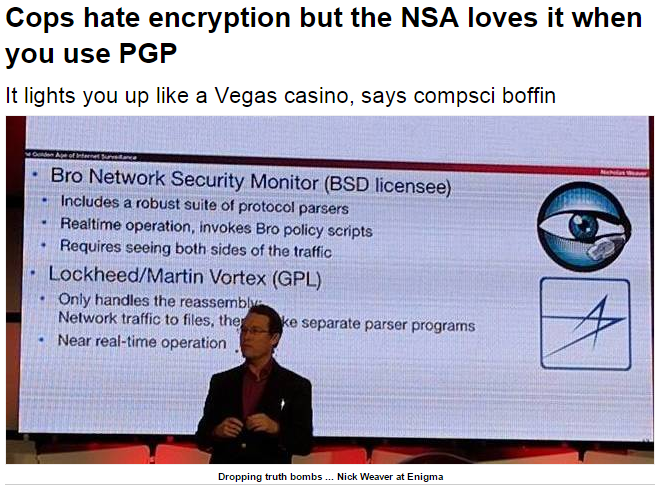 Cops hate encryption but the NSA loves it when
you use PGP
It lights you up like a Vegas casino, says compsci boffin
Golden Age of Internet Surveillance
Nicholas Weaver
• Bro Network Security Monitor (BSD licensee)
• Includes a robust suite of protocol parsers
• Realtime operation, invokes Bro policy scripts
• Requires seeing both sides of the traffic
• Lockheed/Martin Vortex (GPL)
• Only handles the reassembly:
Network traffic to files, the ke separate parser programs
• Near real-time operation
Dropping truth bombs ... Nick Weaver at Enigma